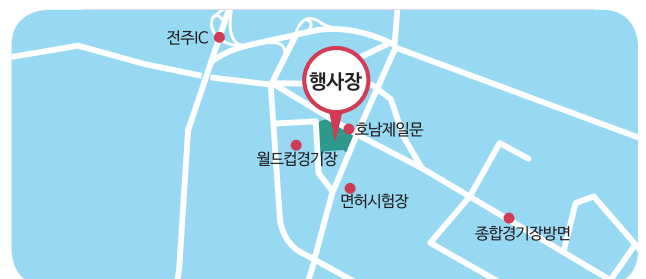 전주IC
행사장
호남제일문
월드컵경기장
면허시험장
종합경기장방면